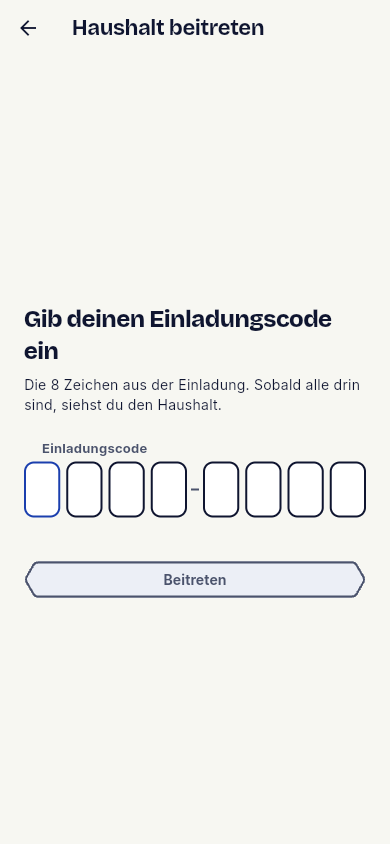 Haushalt beitreten
Gib deinen Einladungscode
ein
Die 8 Zeichen aus der Einladung. Sobald alle drin
sind, siehst du den Haushalt.
Einladungscode
–
Beitreten